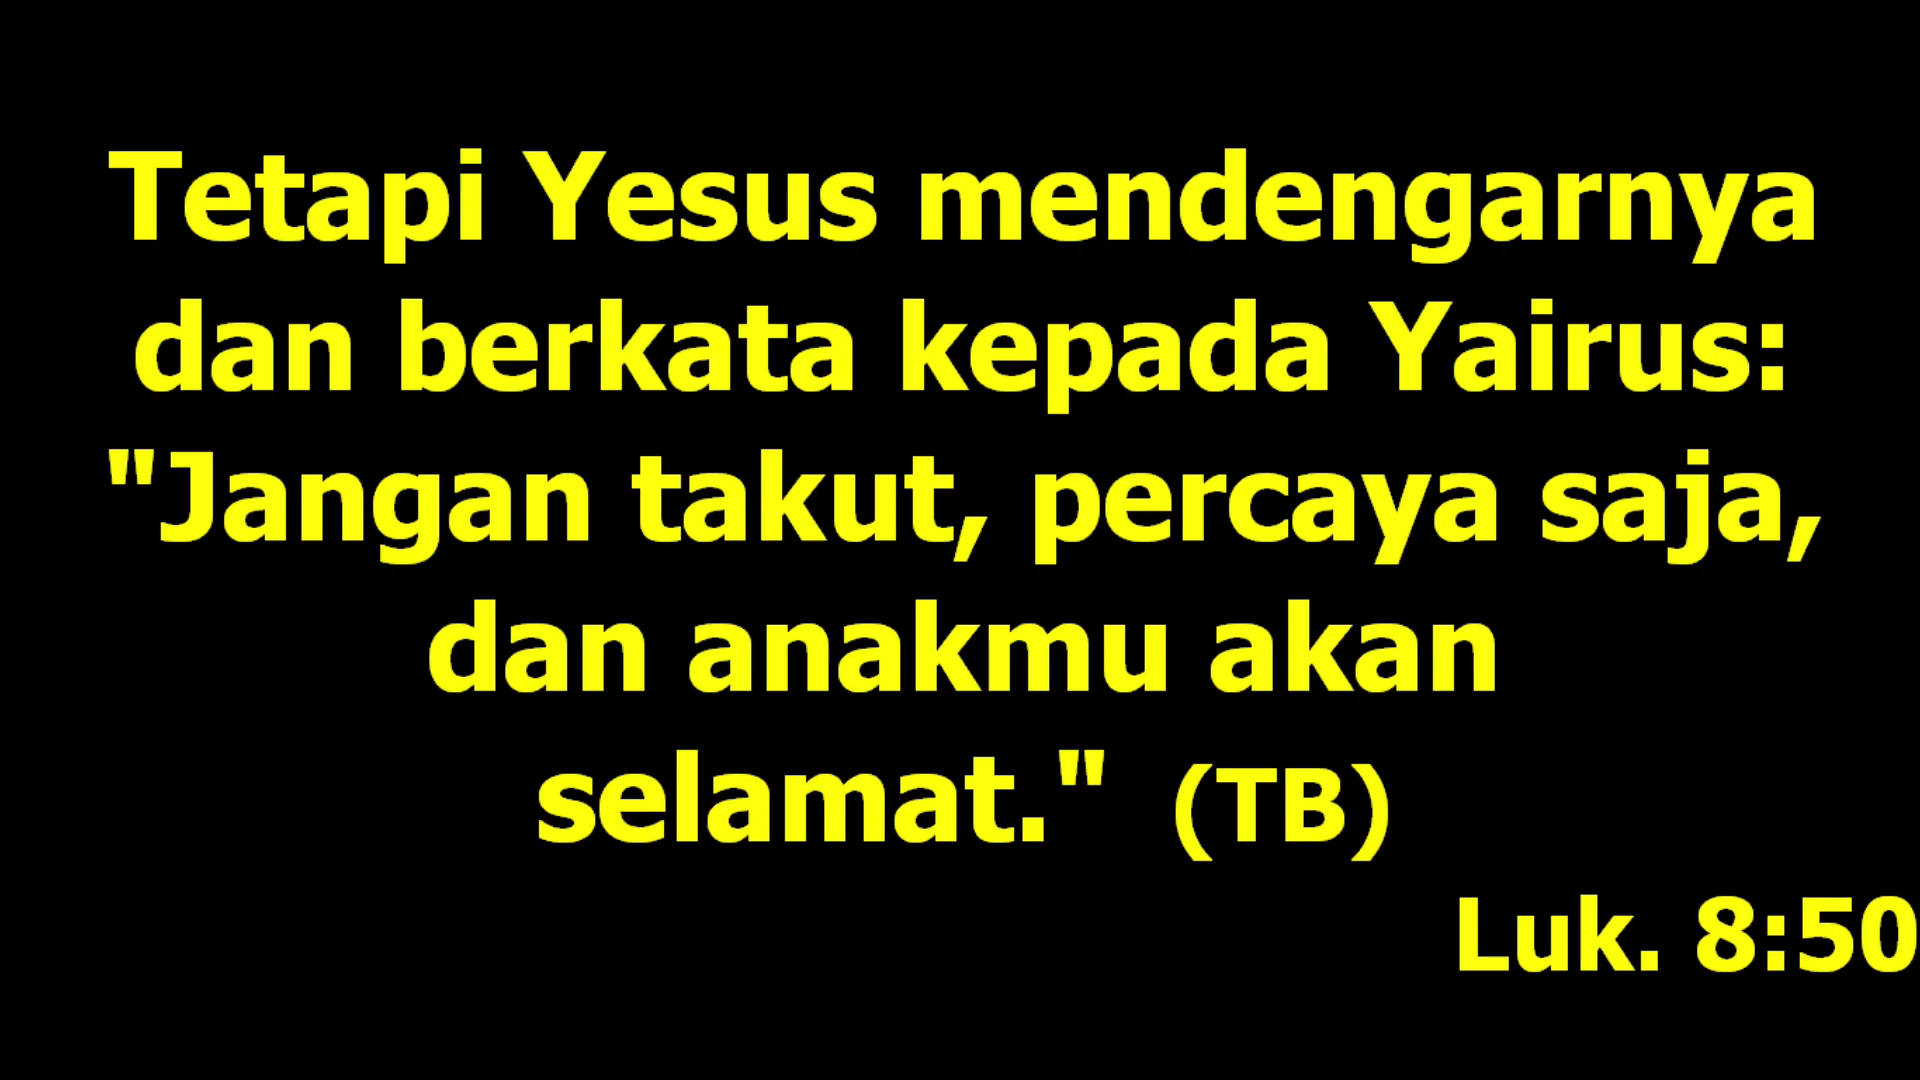 Tetapi Yesus mendengarnya
dan berkata kepada Yairus:
"Jangan takut, percaya saja,
dan anakmu akan
selamat." (TB)
Luk. 8:50